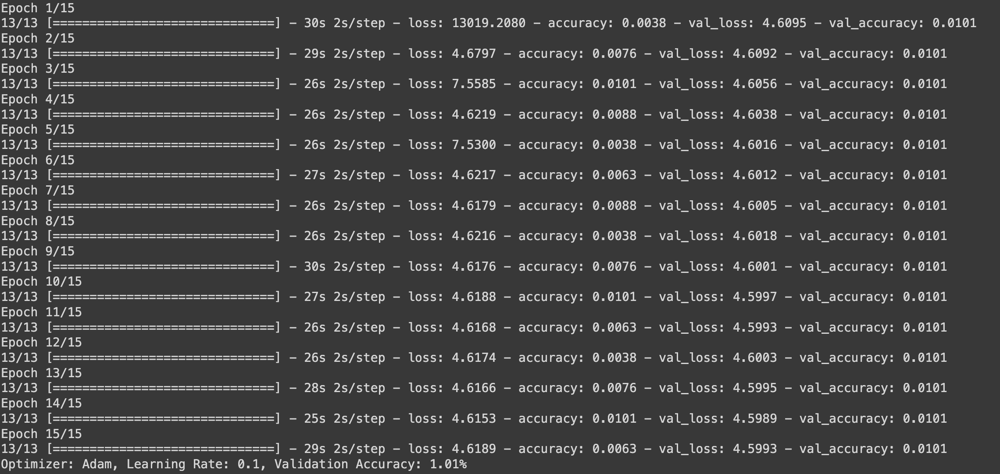 Epoch 1/15
13/13 [==============================] - 30s 2s/step - loss: 13019.2080 - accuracy: 0.0038 - val_loss: 4.6095 - val_accuracy: 0.0101
Epoch 2/15
13/13 [==============================] - 29s 2s/step - loss: 4.6797 - accuracy: 0.0076 - val_loss: 4.6092 - val_accuracy: 0.0101
Epoch 3/15
13/13 [==============================] - 26s 2s/step - loss: 7.5585 - accuracy: 0.0101 - val_loss: 4.6056 - val_accuracy: 0.0101
Epoch 4/15
13/13 [==============================] - 26s 2s/step - loss: 4.6219 - accuracy: 0.0088 - val_loss: 4.6038 - val_accuracy: 0.0101
Epoch 5/15
13/13 [==============================] - 26s 2s/step - loss: 7.5300 - accuracy: 0.0038 - val_loss: 4.6016 - val_accuracy: 0.0101
Epoch 6/15
13/13 [==============================] - 27s 2s/step - loss: 4.6217 - accuracy: 0.0063 - val_loss: 4.6012 - val_accuracy: 0.0101
Epoch 7/15
13/13 [==============================] - 26s 2s/step - loss: 4.6179 - accuracy: 0.0088 - val_loss: 4.6005 - val_accuracy: 0.0101
Epoch 8/15
13/13 [==============================] - 26s 2s/step - loss: 4.6216 - accuracy: 0.0038 - val_loss: 4.6018 - val_accuracy: 0.0101
Epoch 9/15
13/13 [==============================] - 30s 2s/step - loss: 4.6176 - accuracy: 0.0076 - val_loss: 4.6001 - val_accuracy: 0.0101
Epoch 10/15
13/13 [==============================] - 27s 2s/step - loss: 4.6188 - accuracy: 0.0101 - val_loss: 4.5997 - val_accuracy: 0.0101
Epoch 11/15
13/13 [==============================] - 26s 2s/step - loss: 4.6168 - accuracy: 0.0063 - val_loss: 4.5993 - val_accuracy: 0.0101
Epoch 12/15
13/13 [==============================] - 26s 2s/step - loss: 4.6174 - accuracy: 0.0038 - val_loss: 4.6003 - val_accuracy: 0.0101
Epoch 13/15
13/13 [==============================] - 28s 2s/step - loss: 4.6166 - accuracy: 0.0076 - val_loss: 4.5995 - val_accuracy: 0.0101
Epoch 14/15
13/13 [==============================] - 25s 2s/step - loss: 4.6153 - accuracy: 0.0101 - val_loss: 4.5989 - val_accuracy: 0.0101
Epoch 15/15
13/13 [==============================] - 29s 2s/step - loss: 4.6189 - accuracy: 0.0063 - val_loss: 4.5993 - val_accuracy: 0.0101
Optimizer: Adam, Learning Rate: 0.1, Validation Accuracy: 1.01%